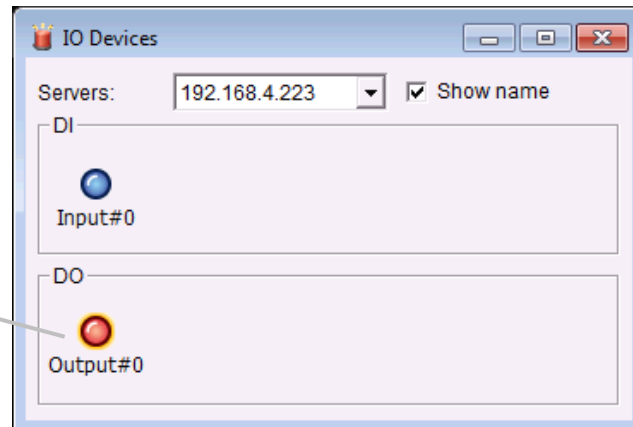 IO Devices
Servers: 192.168.4.223 Show name
DI
Input#0
DO
Output#0